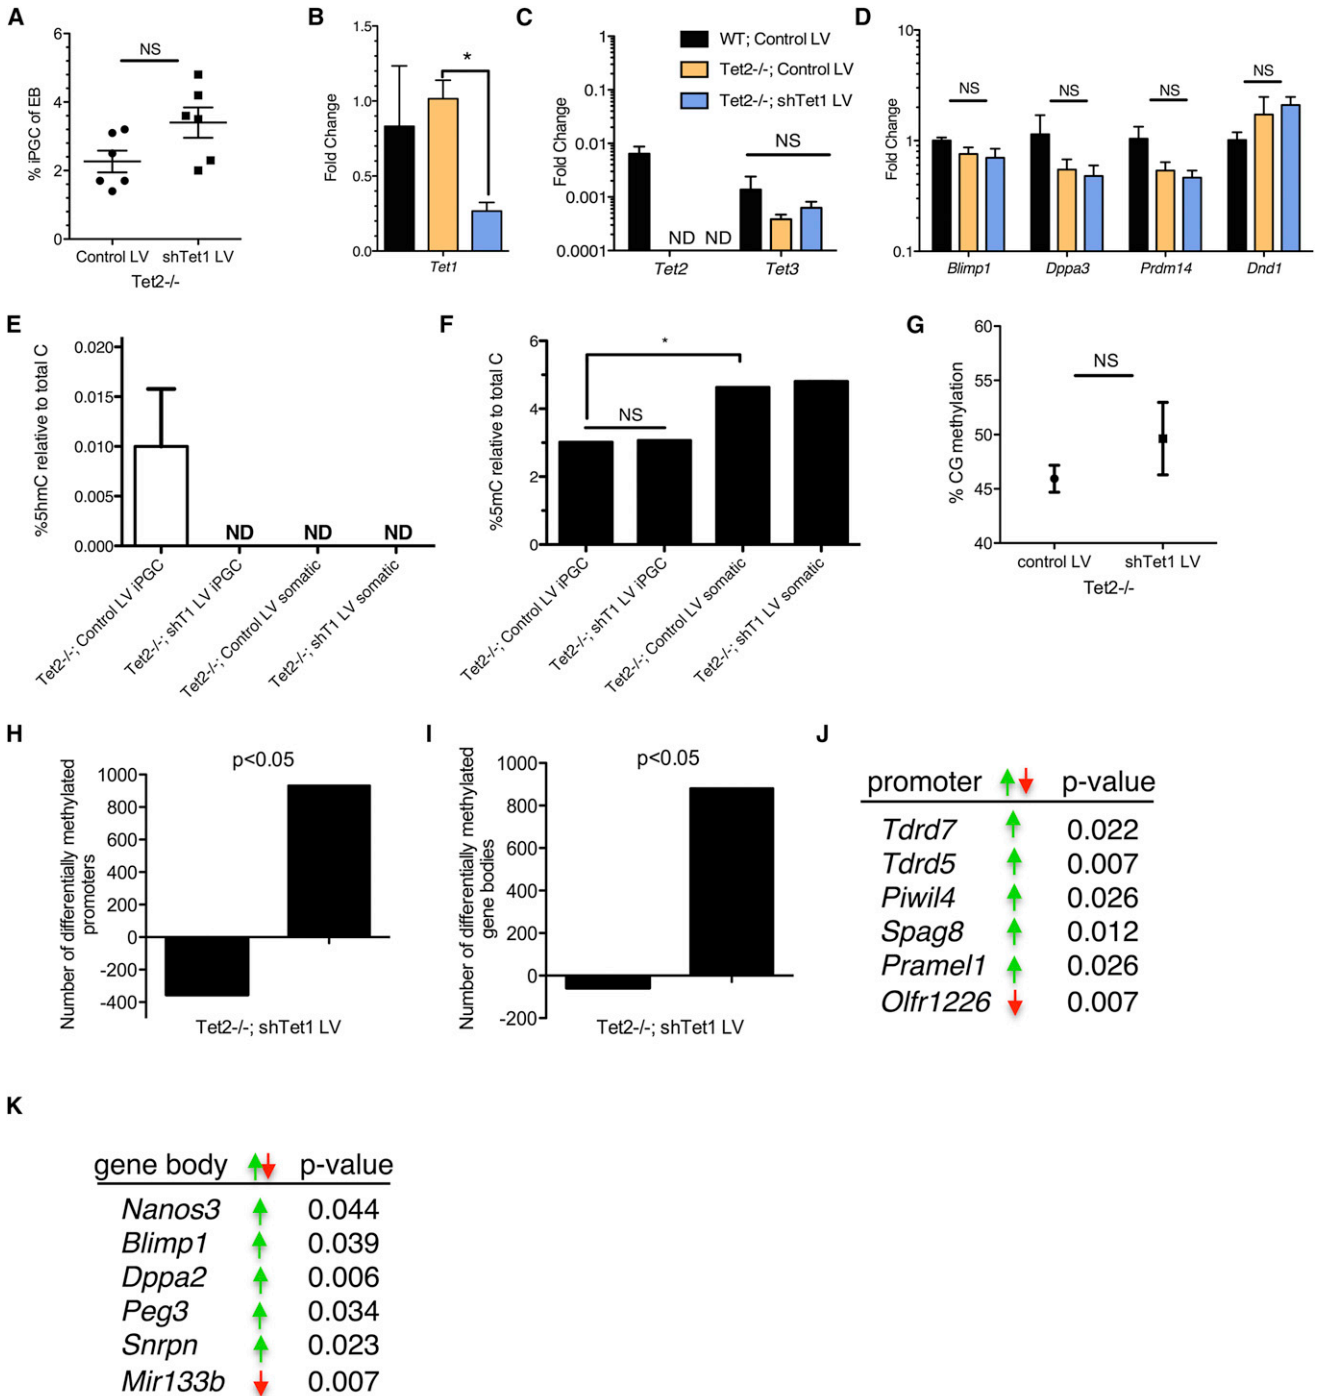 A
% iPGC of EB
6
4
2
0
NS
Control LV
shTet1 LV
Tet2-/-
B
Fold Change
1.5
1.0
0.5
0.0
*
Tet1
C
Fold Change
1
0.1
0.01
0.001
0.0001
WT; Control LV
Tet2-/-; Control LV
Tet2-/-; shTet1 LV
NS
ND ND
Tet2
Tet3
D
Fold Change
10
1
0.1
NS
NS
NS
NS
Blimp1
Dppa3
Prdm14
Dnd1
E
%5hmC relative to total C
0.020
0.015
0.010
0.005
0.000
ND
ND
ND
Tet2-/-; Control LV iPGC
Tet2-/-; shT1 LV iPGC
Tet2-/-; Control LV somatic
Tet2-/-; shT1 LV somatic
F
%5mC relative to total C
6
4
2
0
*
NS
Tet2-/-; Control LV iPGC
Tet2-/-; shT1 LV iPGC
Tet2-/-; Control LV somatic
Tet2-/-; shT1 LV somatic
G
% CG methylation
60
55
50
45
40
NS
control LV
shTet1 LV
Tet2-/-
H
Number of differentially methylated
promoters
p<0.05
1000
800
600
400
200
0
-200
-400
Tet2-/-; shTet1 LV
I
Number of differentially methylated
gene bodies
p<0.05
1000
800
600
400
200
0
-200
Tet2-/-; shTet1 LV
J
promoter ↑↓ p-value
Tdrd7 ↑ 0.022
Tdrd5 ↑ 0.007
Piwil4 ↑ 0.026
Spag8 ↑ 0.012
Pramel1 ↑ 0.026
Olfr1226 ↓ 0.007
K
gene body ↑↓ p-value
Nanos3 ↑ 0.044
Blimp1 ↑ 0.039
Dppa2 ↑ 0.006
Peg3 ↑ 0.034
Snrpn ↑ 0.023
Mir133b ↓ 0.007